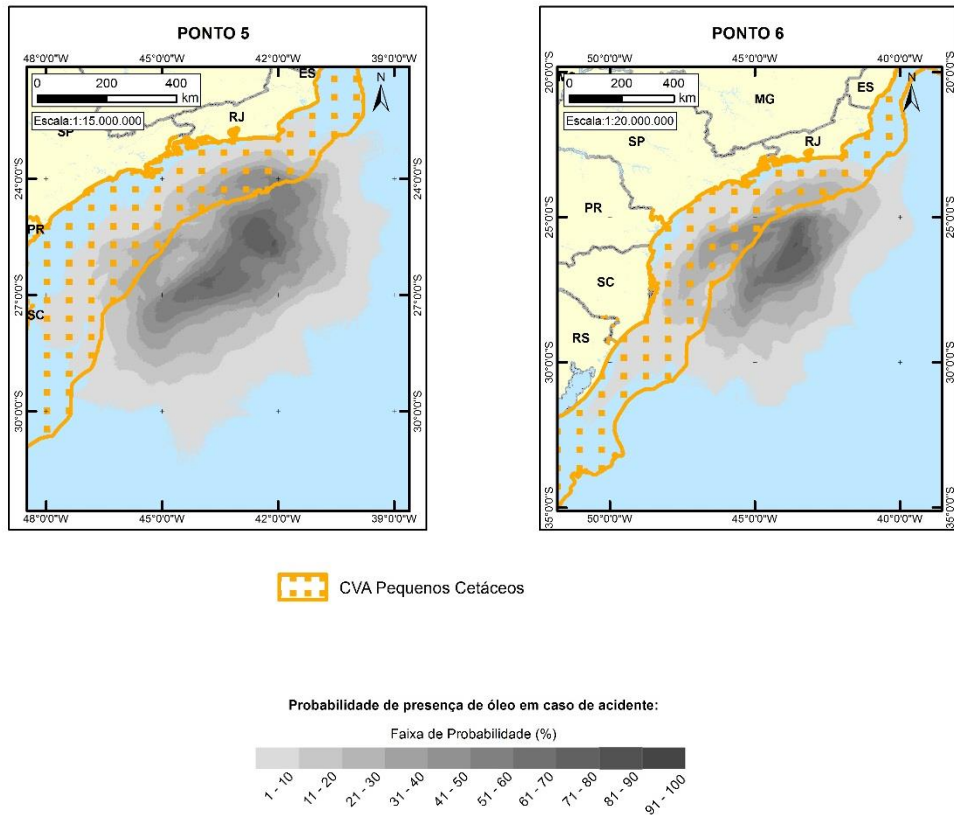 PONTO 5
48°0'0"W 45°0'0"W 42°0'0"W 39°0'0"W
0 200 400
km
Escala:1:15.000.000
N
ES
RJ
SP
PR
SC
24°0'0"S 24°0'0"S
27°0'0"S 27°0'0"S
30°0'0"S 30°0'0"S
48°0'0"W 45°0'0"W 42°0'0"W 39°0'0"W
PONTO 6
50°0'0"W 45°0'0"W 40°0'0"W
0 200 400
km
Escala:1:20.000.000
N
MG
ES
SP
RJ
PR
SC
RS
20°0'0"S 20°0'0"S
25°0'0"S 25°0'0"S
30°0'0"S 30°0'0"S
35°0'0"S 35°0'0"S
50°0'0"W 45°0'0"W 40°0'0"W
CVA Pequenos Cetáceos
Probabilidade de presença de óleo em caso de acidente:
Faixa de Probabilidade (%)
1 - 10
11 - 20
21 - 30
31 - 40
41 - 50
51 - 60
61 - 70
71 - 80
81 - 90
91 - 100